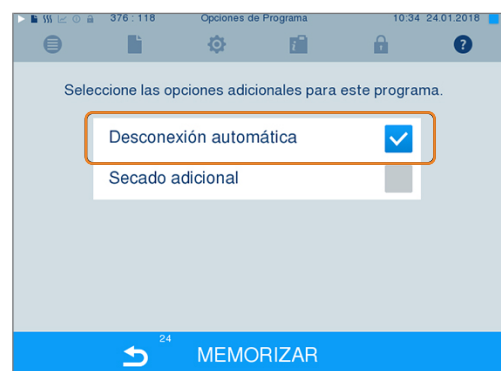 376 : 118 Opciones de Programa 10:34 24.01.2018
?
Seleccione las opciones adicionales para este programa.
Desconexión automática
Secado adicional
24
MEMORIZAR